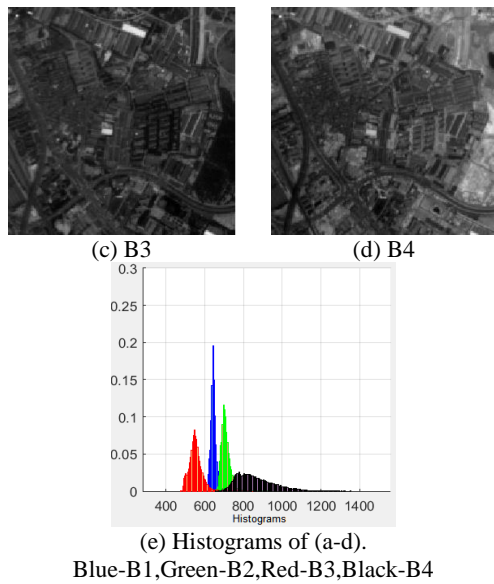 (c) B3 (d) B4
0.3
0.25
0.2
0.15
0.1
0.05
0
400 600 800 1000 1200 1400
Histograms
(e) Histograms of (a-d).
Blue-B1,Green-B2,Red-B3,Black-B4